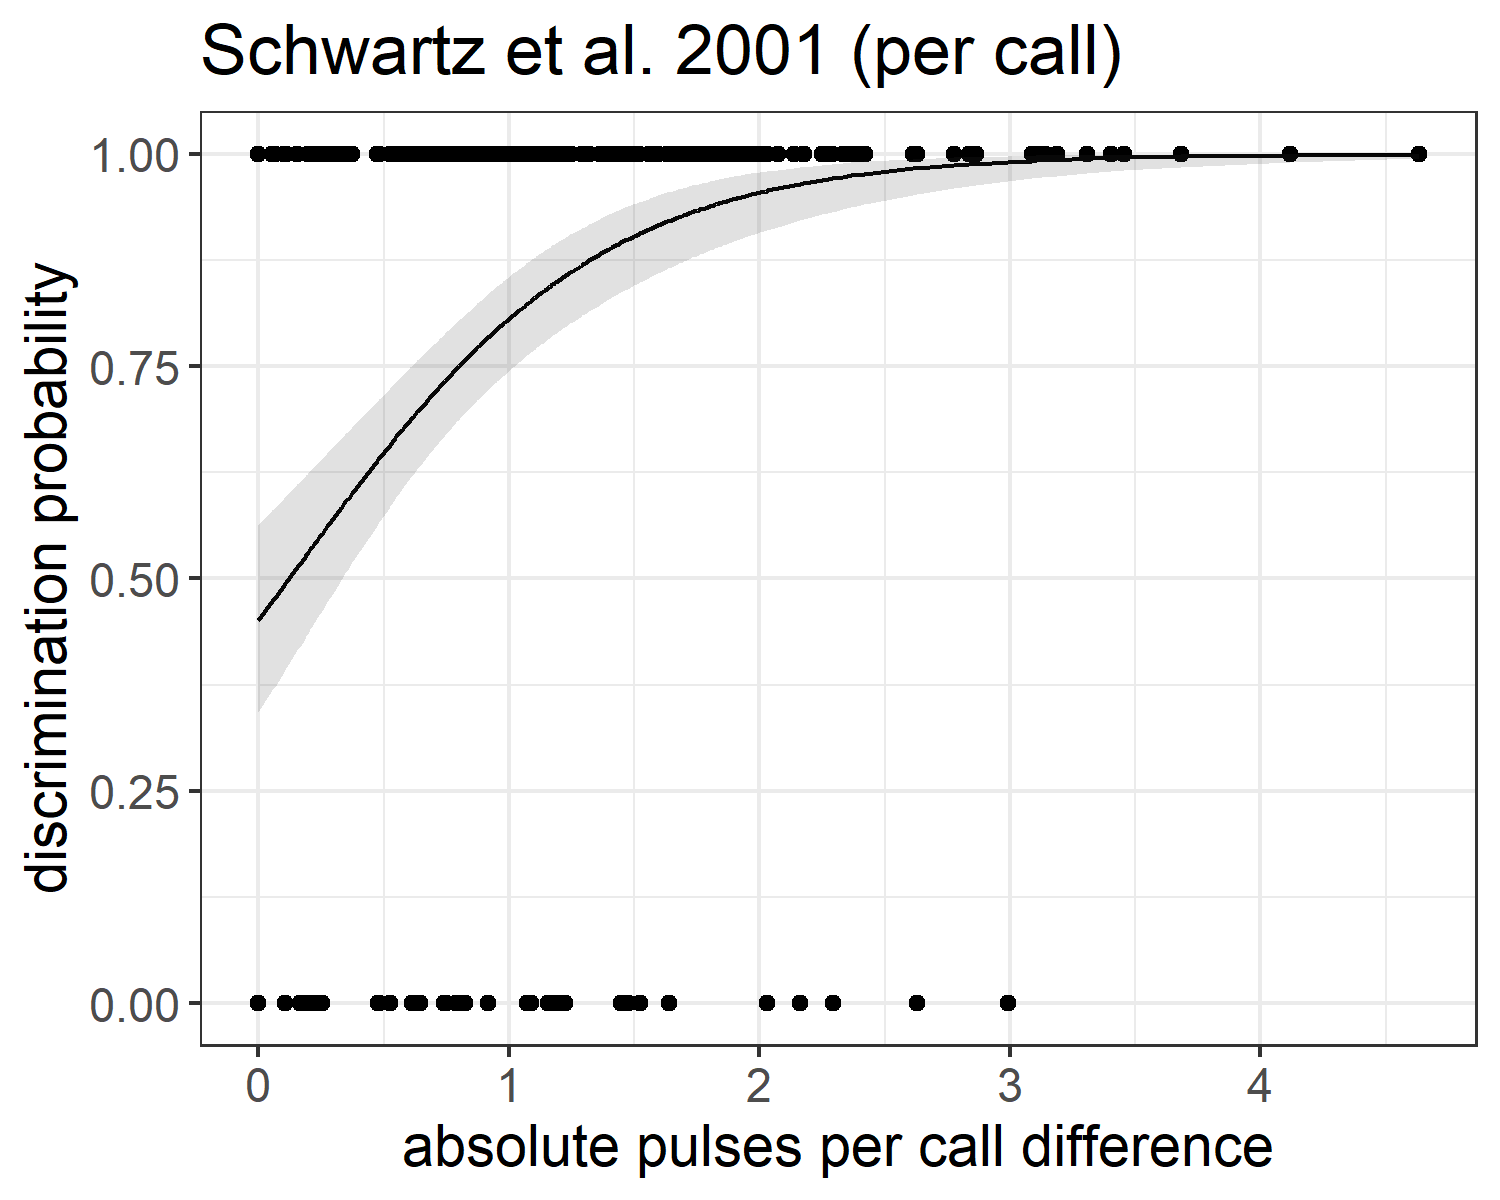 Schwartz et al. 2001 (per call)
1.00
0.75
0.50
0.25
0.00
discrimination probability
0 1 2 3 4
absolute pulses per call difference